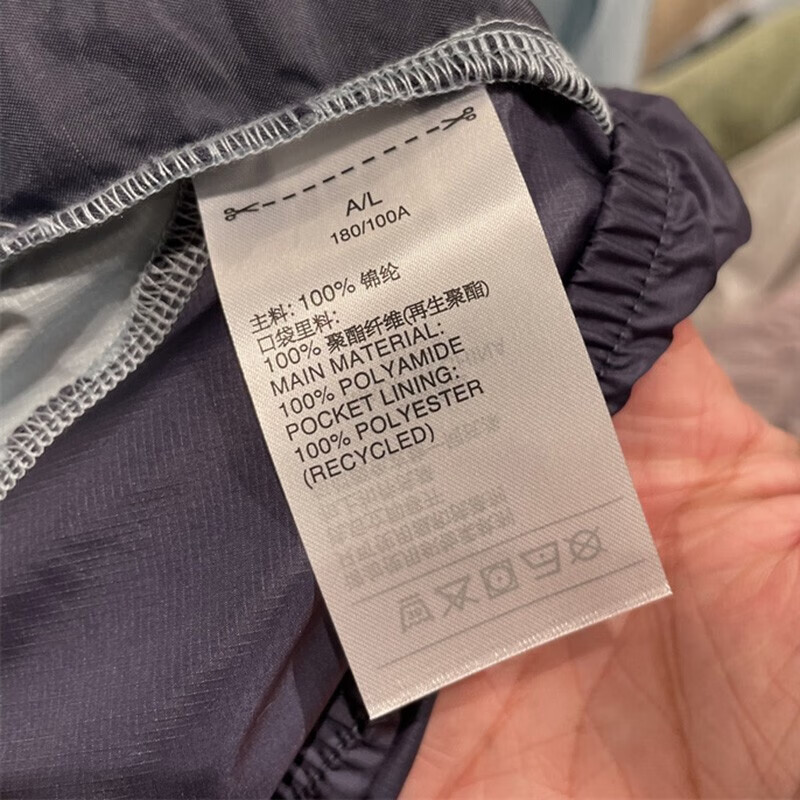 A/L
180/100A
主料: 100% 锦纶
口袋里料:
100% 聚酯纤维(再生聚酯)
MAIN MATERIAL:
100% POLYAMIDE
POCKET LINING:
100% POLYESTER
(RECYCLED)